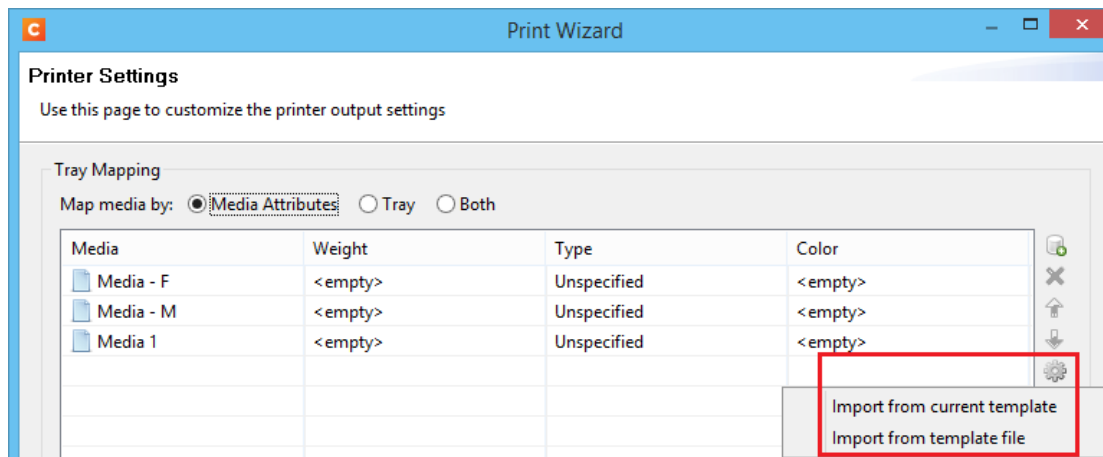 C Print Wizard
Printer Settings
Use this page to customize the printer output settings
Tray Mapping
Map media by: Media Attributes Tray Both
Media Weight Type Color
Media - F <empty> Unspecified <empty>
Media - M <empty> Unspecified <empty>
Media 1 <empty> Unspecified <empty>
Import from current template
Import from template file